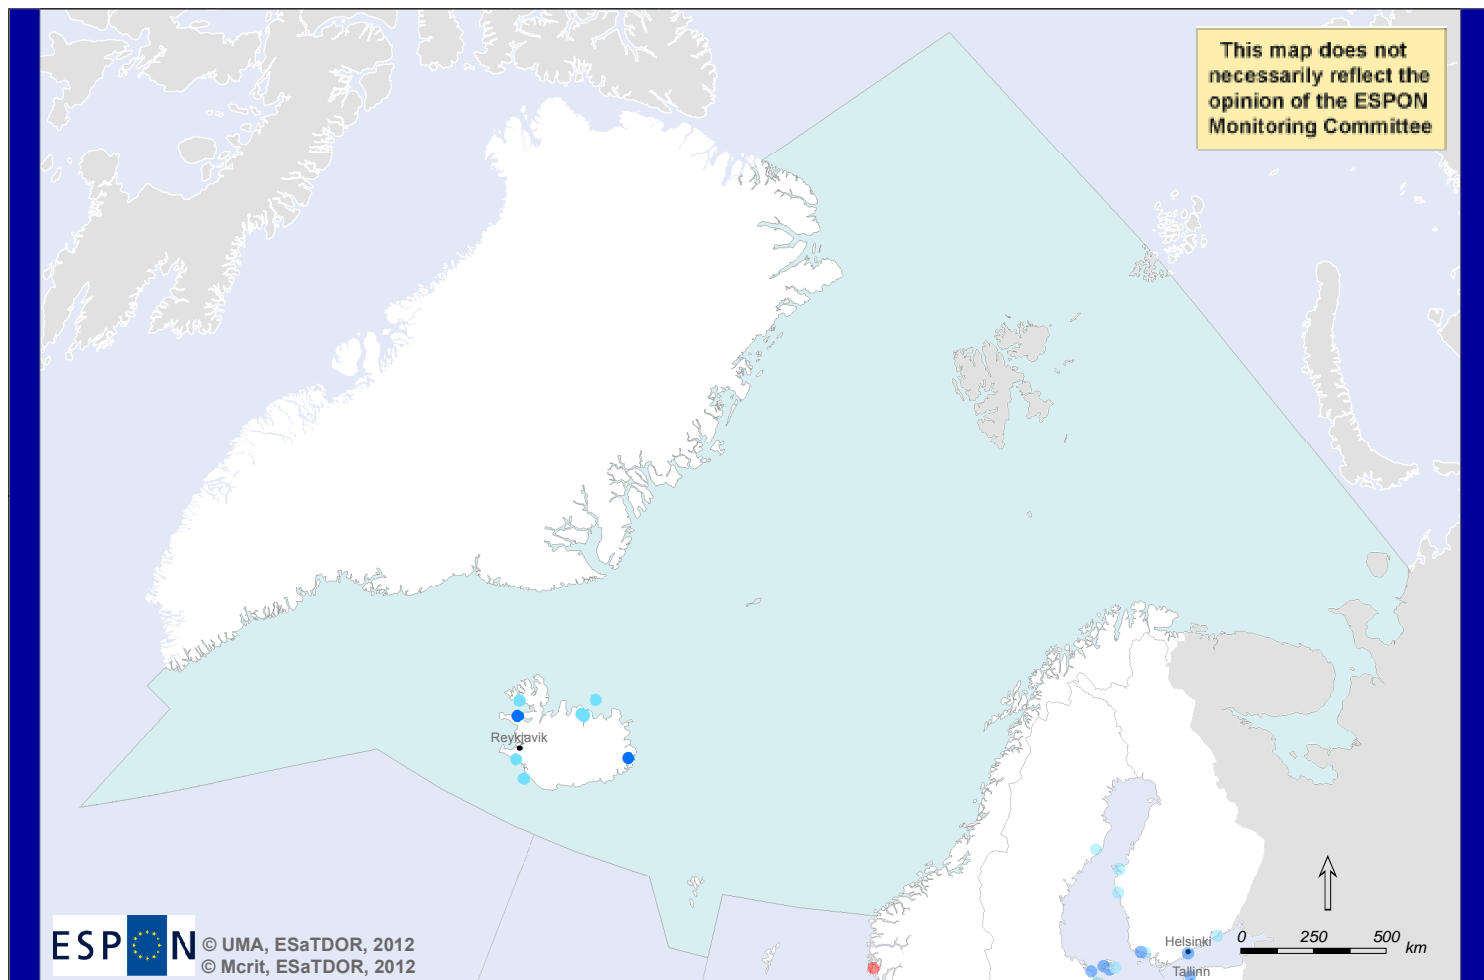 This map does not
necessarily reflect the
opinion of the ESPON
Monitoring Committee
Reykjavik
Helsinki
Tallinn
0 250 500 km
ESPON
© UMA, ESaTDOR, 2012
© Mcrit, ESaTDOR, 2012